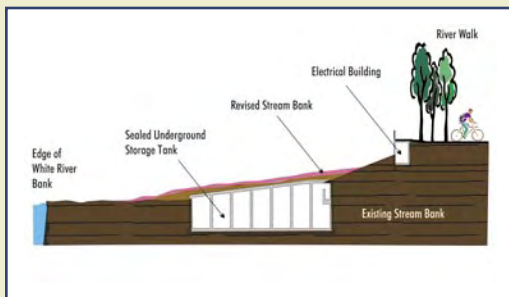 River Walk
Electrical Building
Revised Stream Bank
Sealed Underground
Storage Tank
Edge of
White River
Bank
Existing Stream Bank